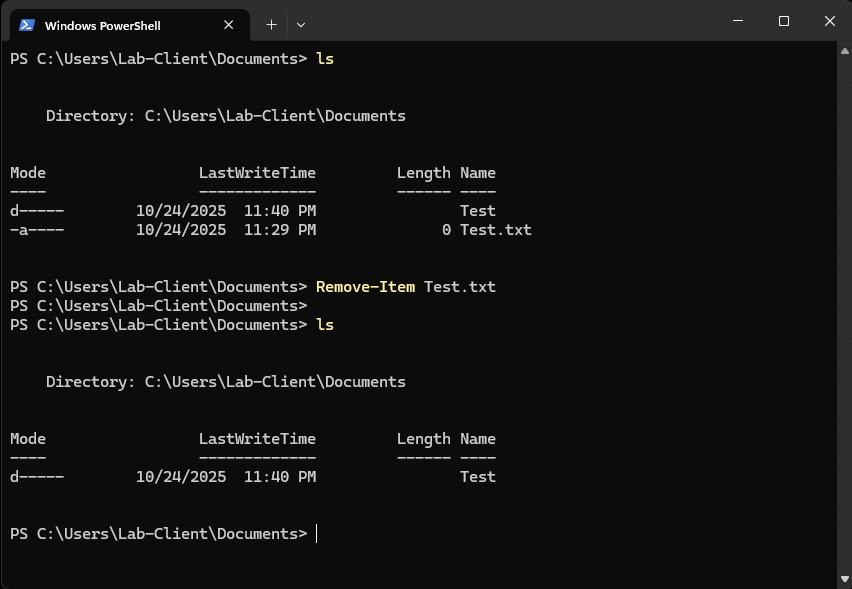 Windows PowerShell
PS C:\Users\Lab-Client\Documents> ls
Directory: C:\Users\Lab-Client\Documents
Mode                 LastWriteTime         Length Name
----                 -------------         ------ ----
d-----        10/24/2025  11:40 PM                Test
-a----        10/24/2025  11:29 PM              0 Test.txt
PS C:\Users\Lab-Client\Documents> Remove-Item Test.txt
PS C:\Users\Lab-Client\Documents>
PS C:\Users\Lab-Client\Documents> ls
Directory: C:\Users\Lab-Client\Documents
Mode                 LastWriteTime         Length Name
----                 -------------         ------ ----
d-----        10/24/2025  11:40 PM                Test
PS C:\Users\Lab-Client\Documents>